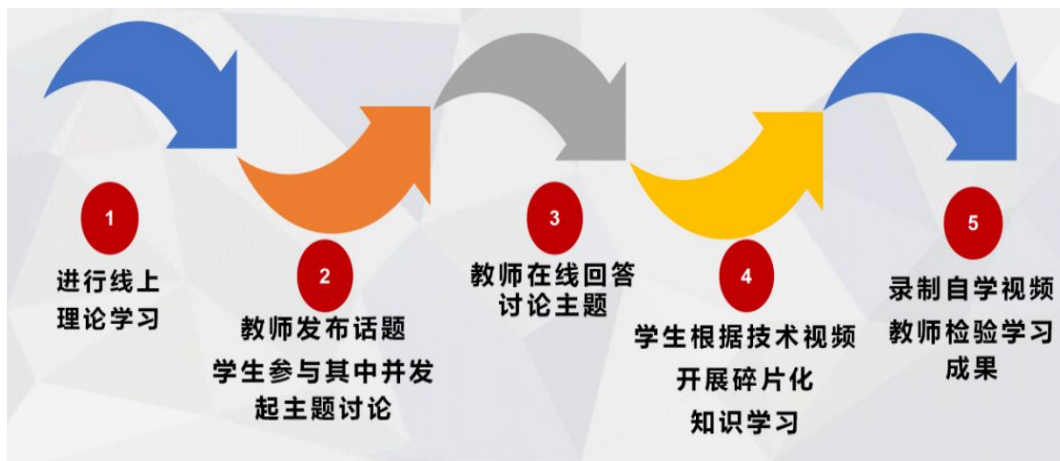 1
进行线上
理论学习
2
教师发布话题
学生参与其中并发
起主题讨论
3
教师在线回答
讨论主题
4
学生根据技术视频
开展碎片化
知识学习
5
录制自学视频
教师检验学习
成果